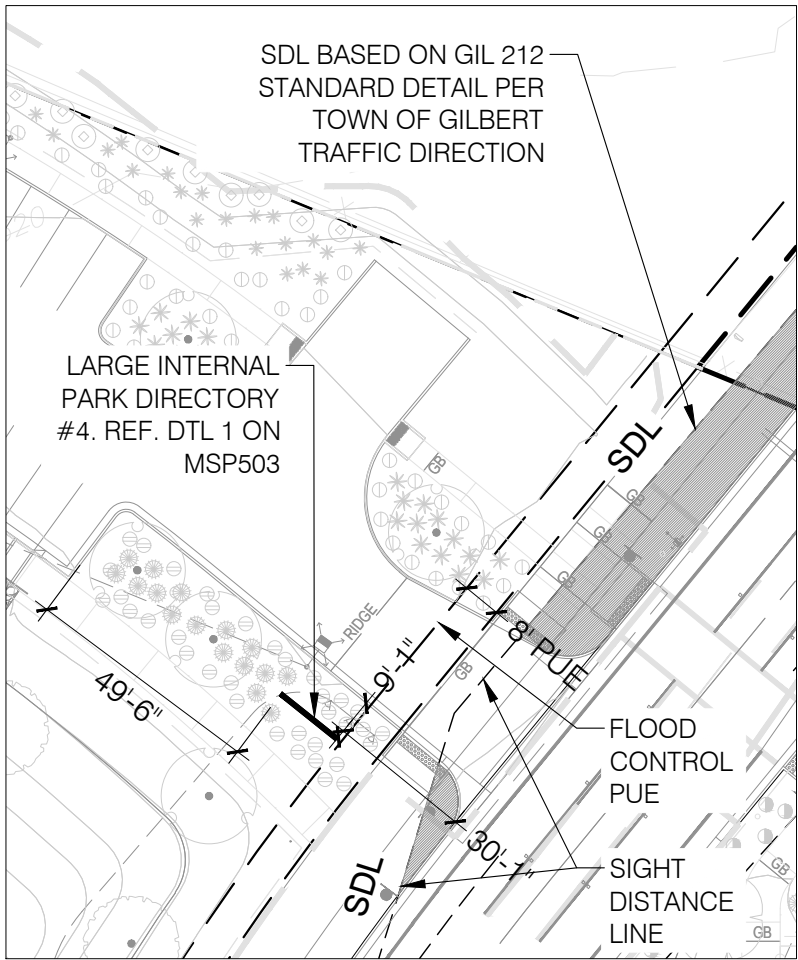 SDL BASED ON GIL 212
STANDARD DETAIL PER
TOWN OF GILBERT
TRAFFIC DIRECTION
LARGE INTERNAL
PARK DIRECTORY
#4. REF. DTL 1 ON
MSP503
GB
SDL
GB
GB
GB
RIDGE
8' PUE
9'-1"
GB
49'-6"
FLOOD
CONTROL
PUE
30'-1"
SDL
SIGHT
DISTANCE
LINE
GB
GB